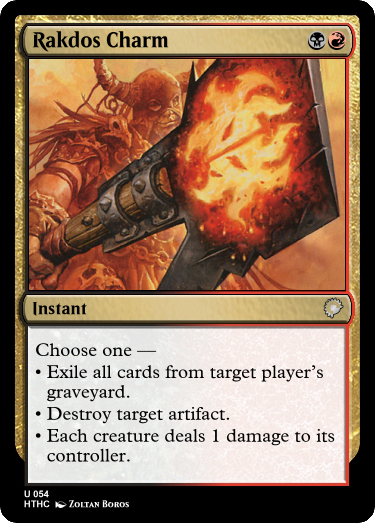 Rakdos Charm
Instant
Choose one —
• Exile all cards from target player's
graveyard.
• Destroy target artifact.
• Each creature deals 1 damage to its
controller.
U 054
HTHC Zoltan Boros